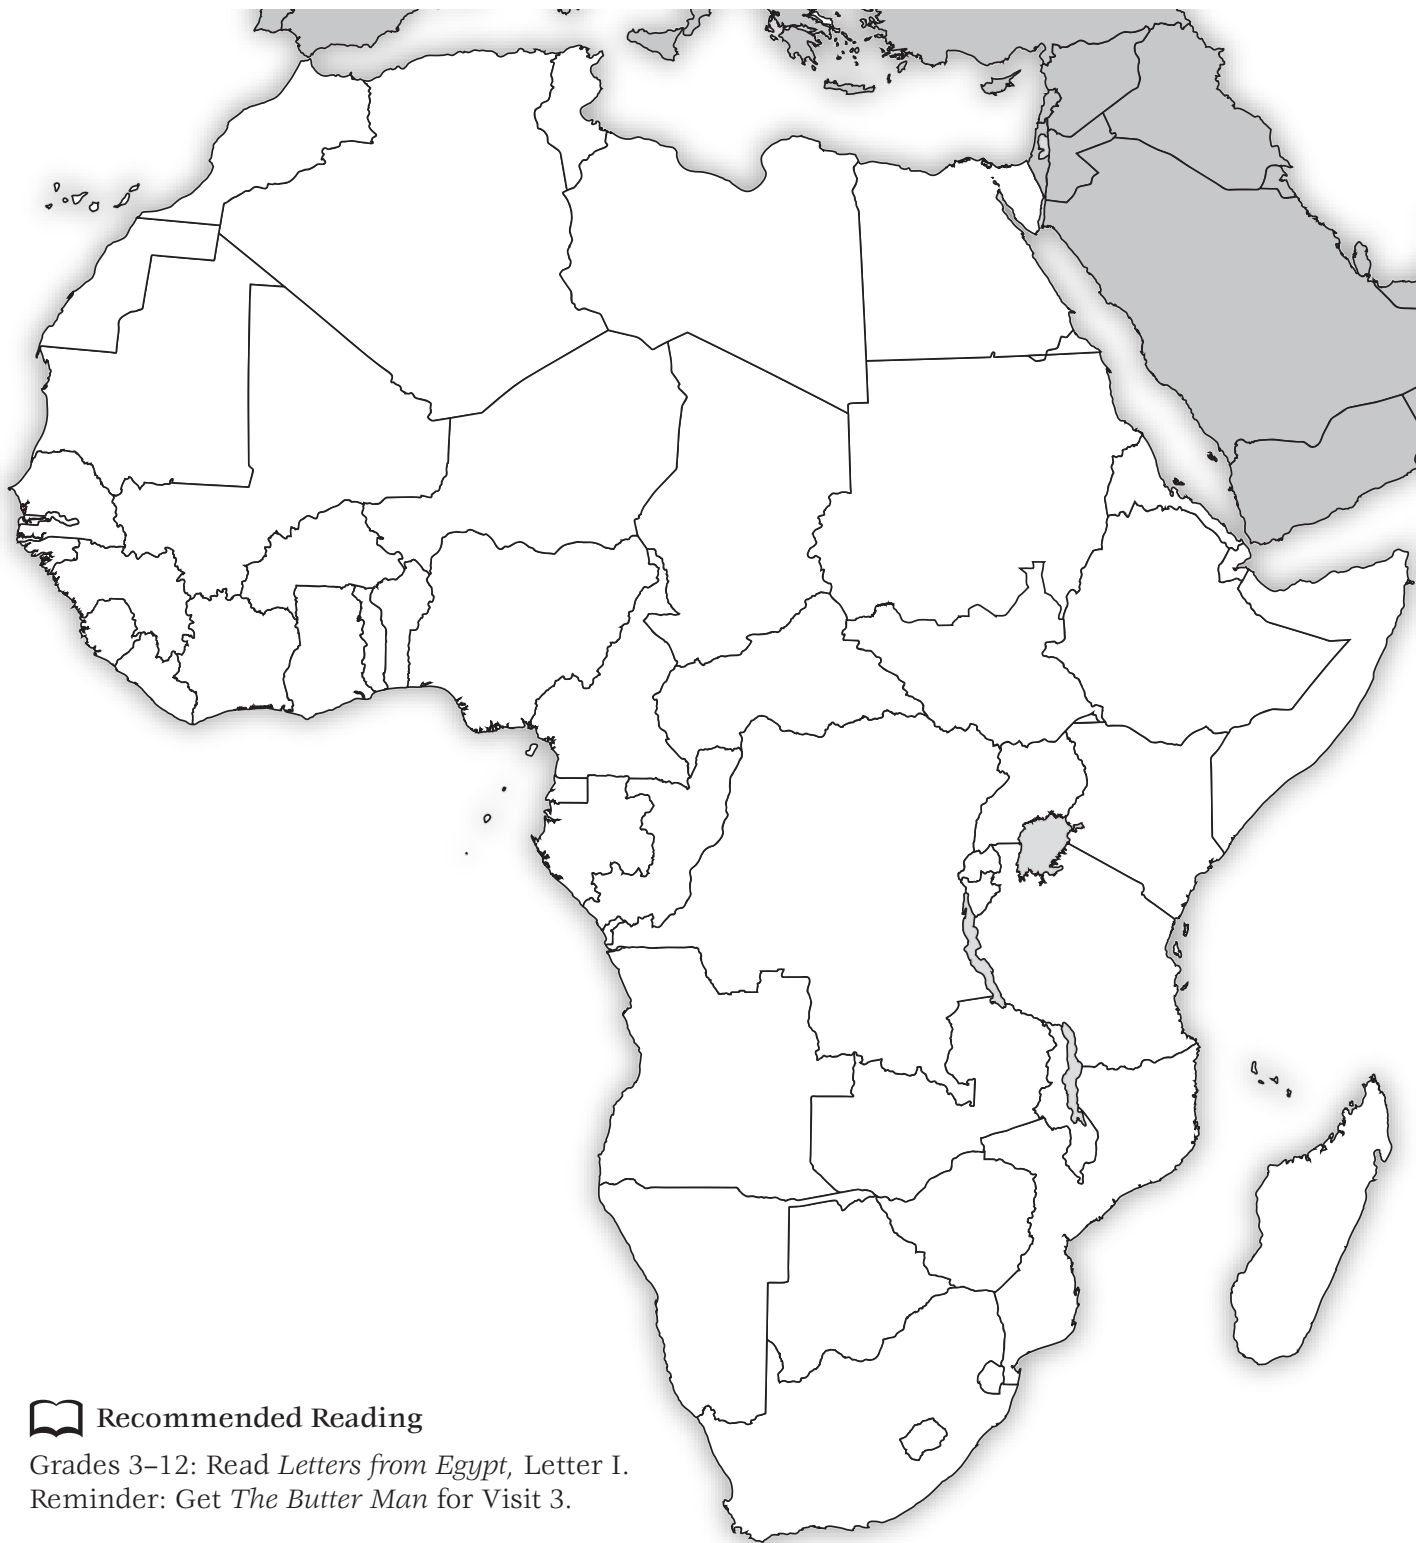 Recommended Reading
Grades 3–12: Read Letters from Egypt, Letter I.
Reminder: Get The Butter Man for Visit 3.